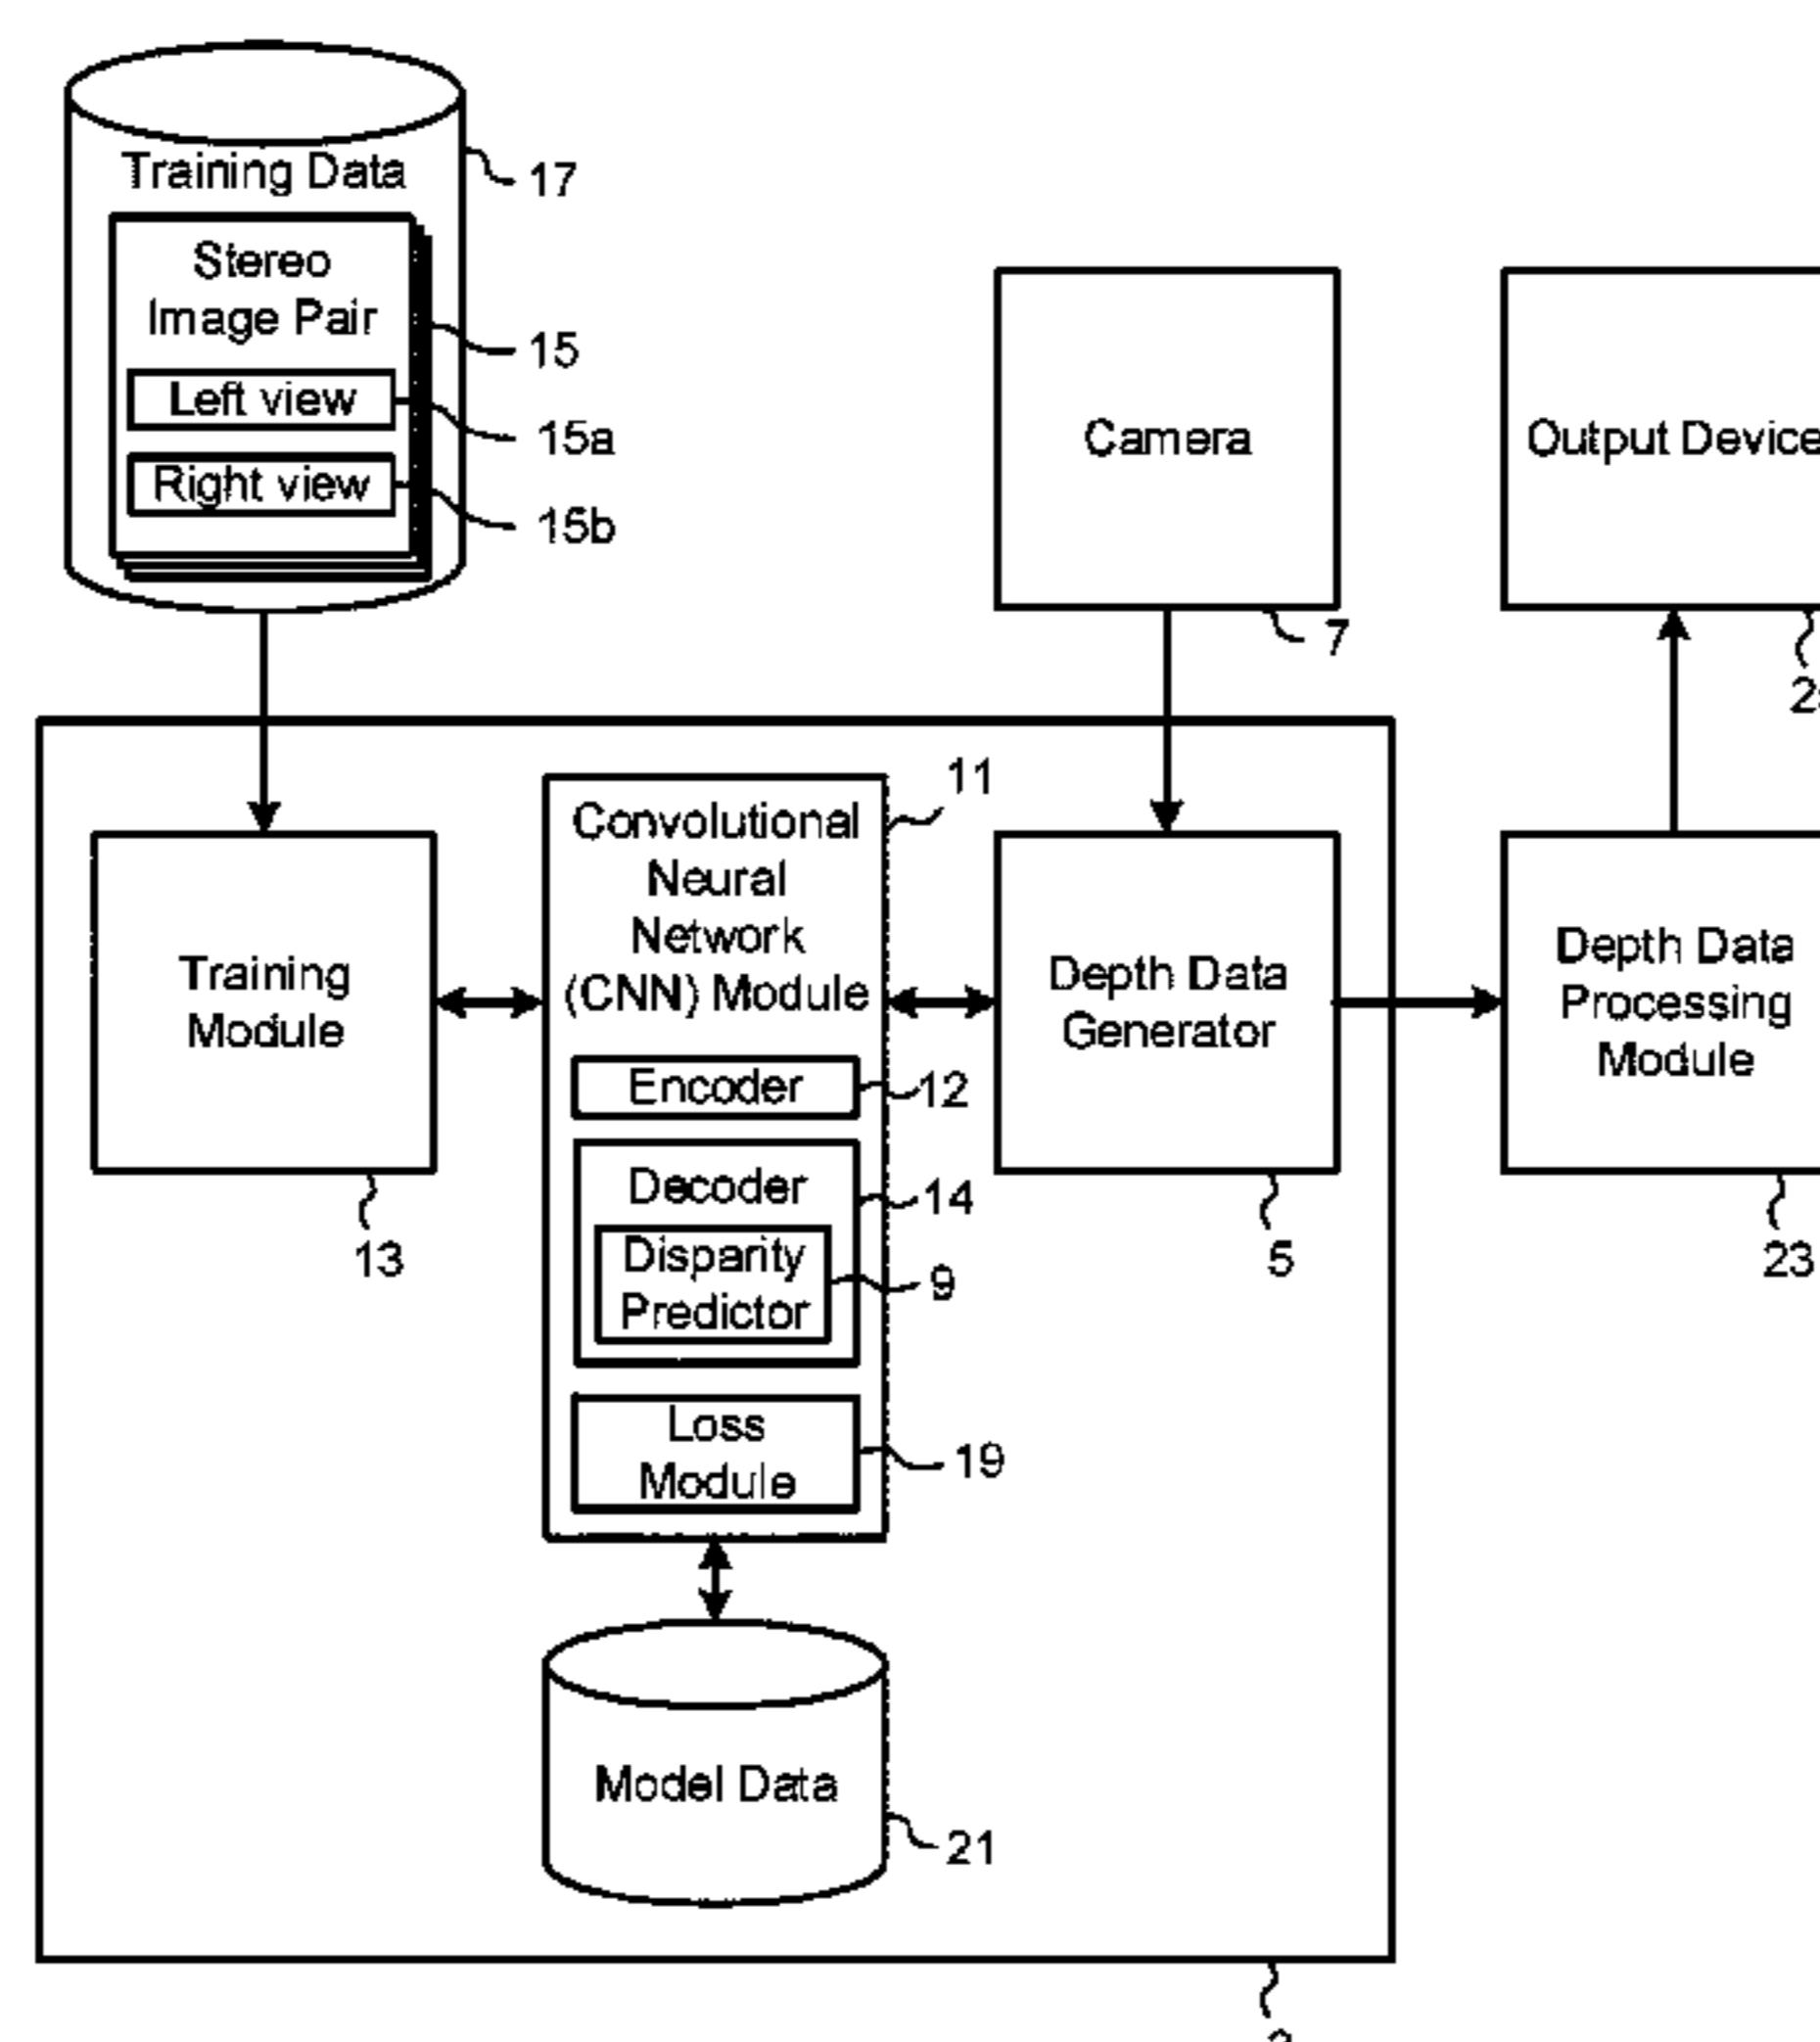 Training Data
17
Stereo
Image Pair
15
Left view
15a
Right view
15b
Camera
7
Output Device
Training
Module
13
Convolutional
Neural
Network
(CNN) Module
11
Encoder
12
Decoder
14
Disparity
Predictor
9
Loss
Module
19
Model Data
21
Depth Data
Generator
5
Depth Data
Processing
Module
23